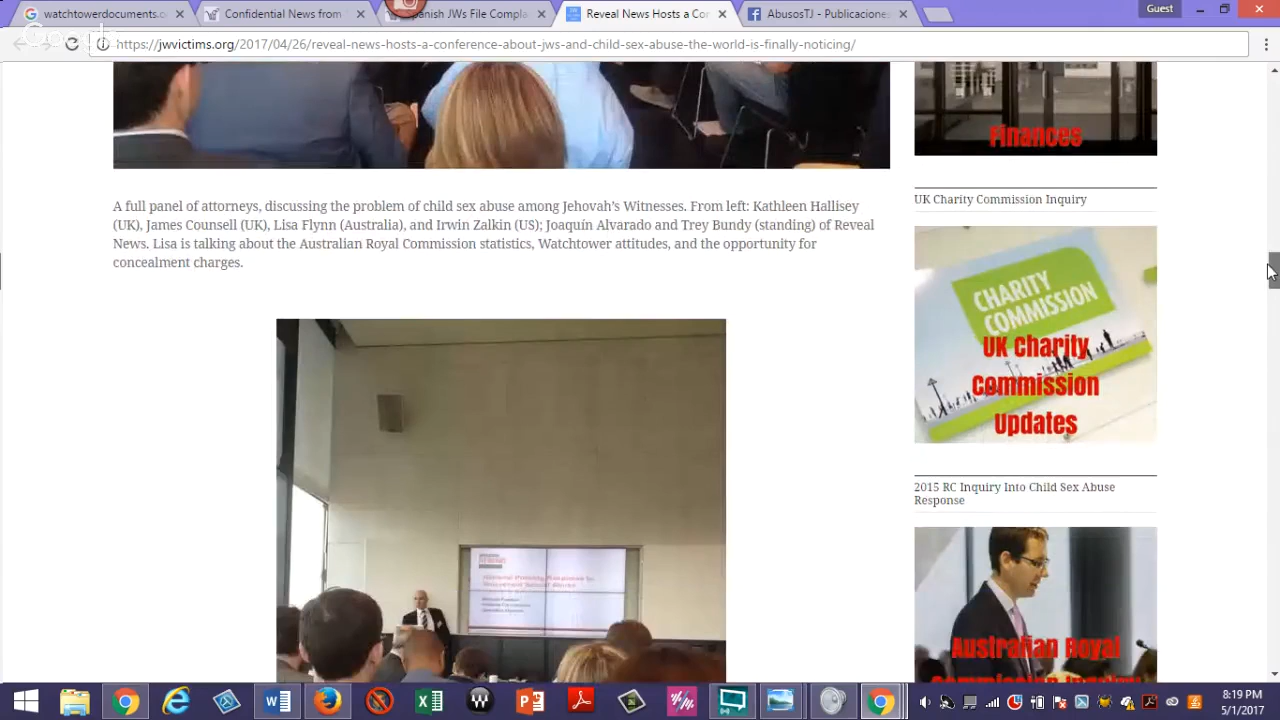 watchtowerdocuments.c
Confidential News from
Spanish JWs File Compla
Reveal News Hosts a Con
AbusosTJ - Publicacione
Guest
https://jwvictims.org/2017/04/26/reveal-news-hosts-a-conference-about-jws-and-child-sex-abuse-the-world-is-finally-noticing/
Finances
A full panel of attorneys, discussing the problem of child sex abuse among Jehovah's Witnesses. From left: Kathleen Hallisey
(UK), James Counsell (UK), Lisa Flynn (Australia), and Irwin Zalkin (US); Joaquín Alvarado and Trey Bundy (standing) of Reveal
News. Lisa is talking about the Australian Royal Commission statistics, Watchtower attitudes, and the opportunity for
concealment charges.
UK Charity Commission Inquiry
CHARITY
COMMISSION
UK Charity
Commission
Updates
2015 RC Inquiry Into Child Sex Abuse
Response
Australian Royal
Commission Inquiry
8:19 PM
5/1/2017